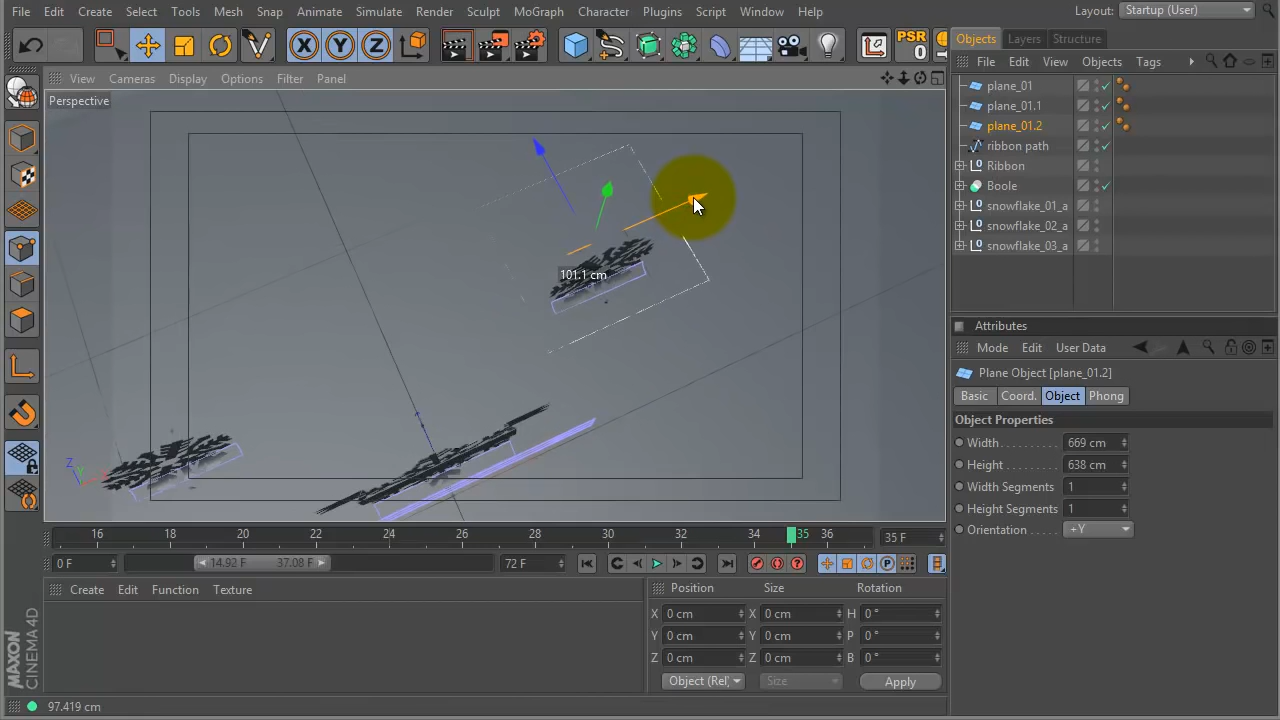 File Edit Create Select Tools Mesh Snap Animate Simulate Render Sculpt MoGraph Character Plugins Script Window Help
Layout: Startup (User)
X Y Z PSR
0
Objects Layers Structure
File Edit View Objects Tags
View Cameras Display Options Filter Panel
Perspective
plane_01
plane_01.1
plane_01.2
ribbon path
Ribbon
Boole
snowflake_01_a
snowflake_02_a
snowflake_03_a
101.1 cm
Z Y X
Attributes
Mode Edit User Data
Plane Object [plane_01.2]
Basic Coord. Object Phong
Object Properties
Width 669 cm
Height 638 cm
Width Segments 1
Height Segments 1
Orientation +Y
16 18 20 22 24 26 28 30 32 34 35 36 35 F
0 F 14.92 F 37.08 F 72 F
Create Edit Function Texture
Position Size Rotation
X 0 cm X 0 cm H 0 °
Y 0 cm Y 0 cm P 0 °
Z 0 cm Z 0 cm B 0 °
Object (Rel) Size Apply
MAXON
CINEMA 4D
97.419 cm